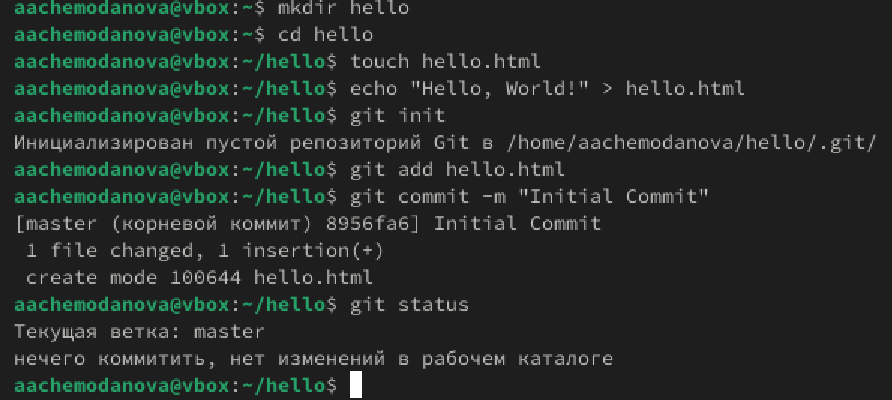 aachemodanova@vbox:~$ mkdir hello
aachemodanova@vbox:~$ cd hello
aachemodanova@vbox:~/hello$ touch hello.html
aachemodanova@vbox:~/hello$ echo "Hello, World!" > hello.html
aachemodanova@vbox:~/hello$ git init
Инициализирован пустой репозиторий Git в /home/aachemodanova/hello/.git/
aachemodanova@vbox:~/hello$ git add hello.html
aachemodanova@vbox:~/hello$ git commit -m "Initial Commit"
[master (корневой коммит) 8956fa6] Initial Commit
 1 file changed, 1 insertion(+)
 create mode 100644 hello.html
aachemodanova@vbox:~/hello$ git status
Текущая ветка: master
нечего коммитить, нет изменений в рабочем каталоге
aachemodanova@vbox:~/hello$